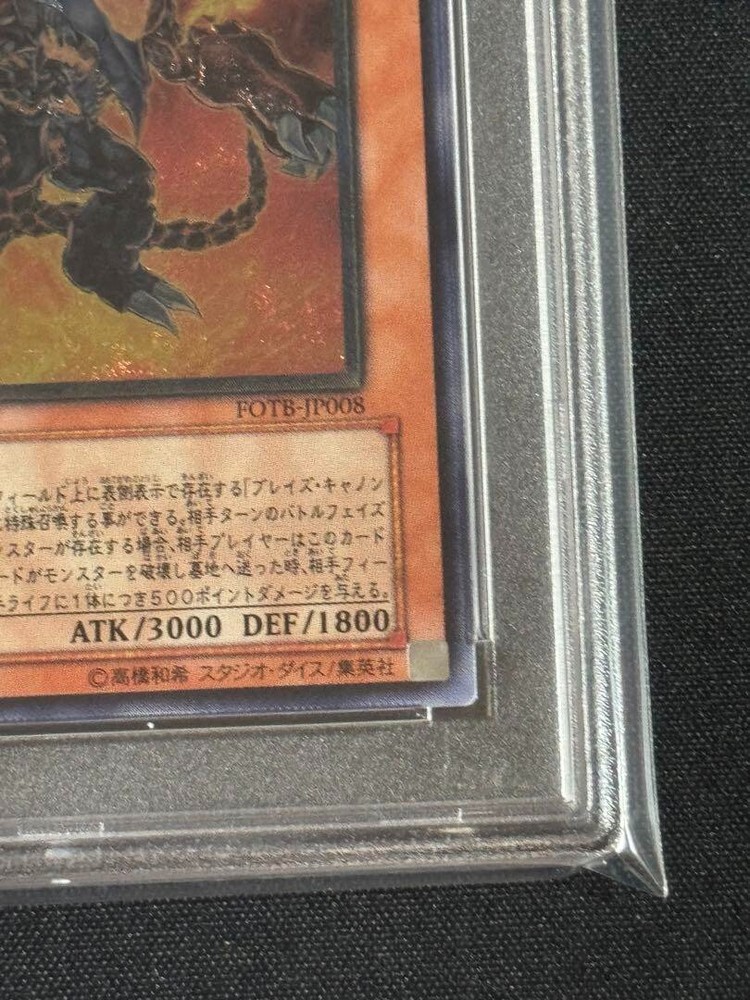 FOTB-JP008
フィールド上に表側表示で存在する「ブレイズ・キャノン
特殊召喚する事ができる。相手ターンのバトルフェイズ
ンスターが存在する場合、相手プレイヤーはこのカード
ードがモンスターを破壊し墓地へ送った時、相手フィー
ライフに1体につき500ポイントダメージを与える。
ATK/3000 DEF/1800
©高橋和希 スタジオ・ダイス/集英社